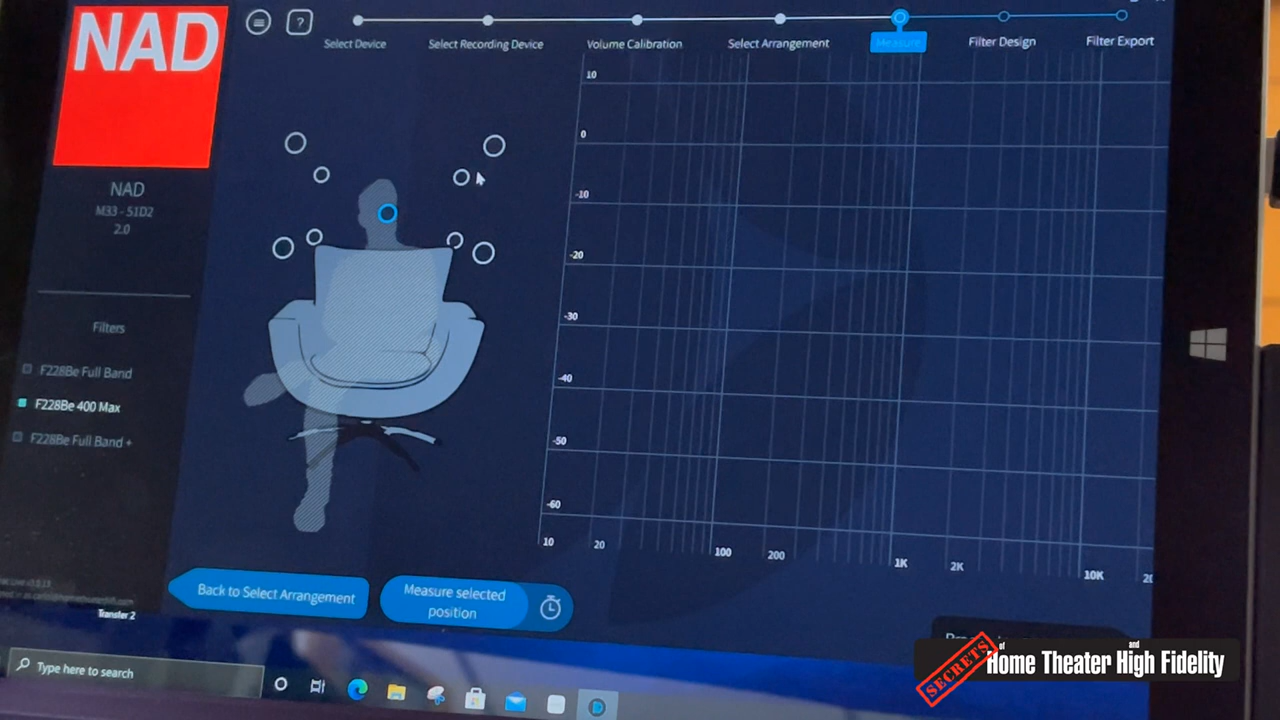 NAD
?
Select Device
Select Recording Device
Volume Calibration
Select Arrangement
Measure
Filter Design
Filter Export
NAD
M33 - 51D2
2.0
Filters
F228Be Full Band
F228Be 400 Max
F228Be Full Band +
10
0
-10
-20
-30
-40
-50
-60
10
20
100
200
1K
2K
10K
Back to Select Arrangement
Measure selected
position
Transfer 2
Type here to search
SECRETS of Home Theater and High Fidelity